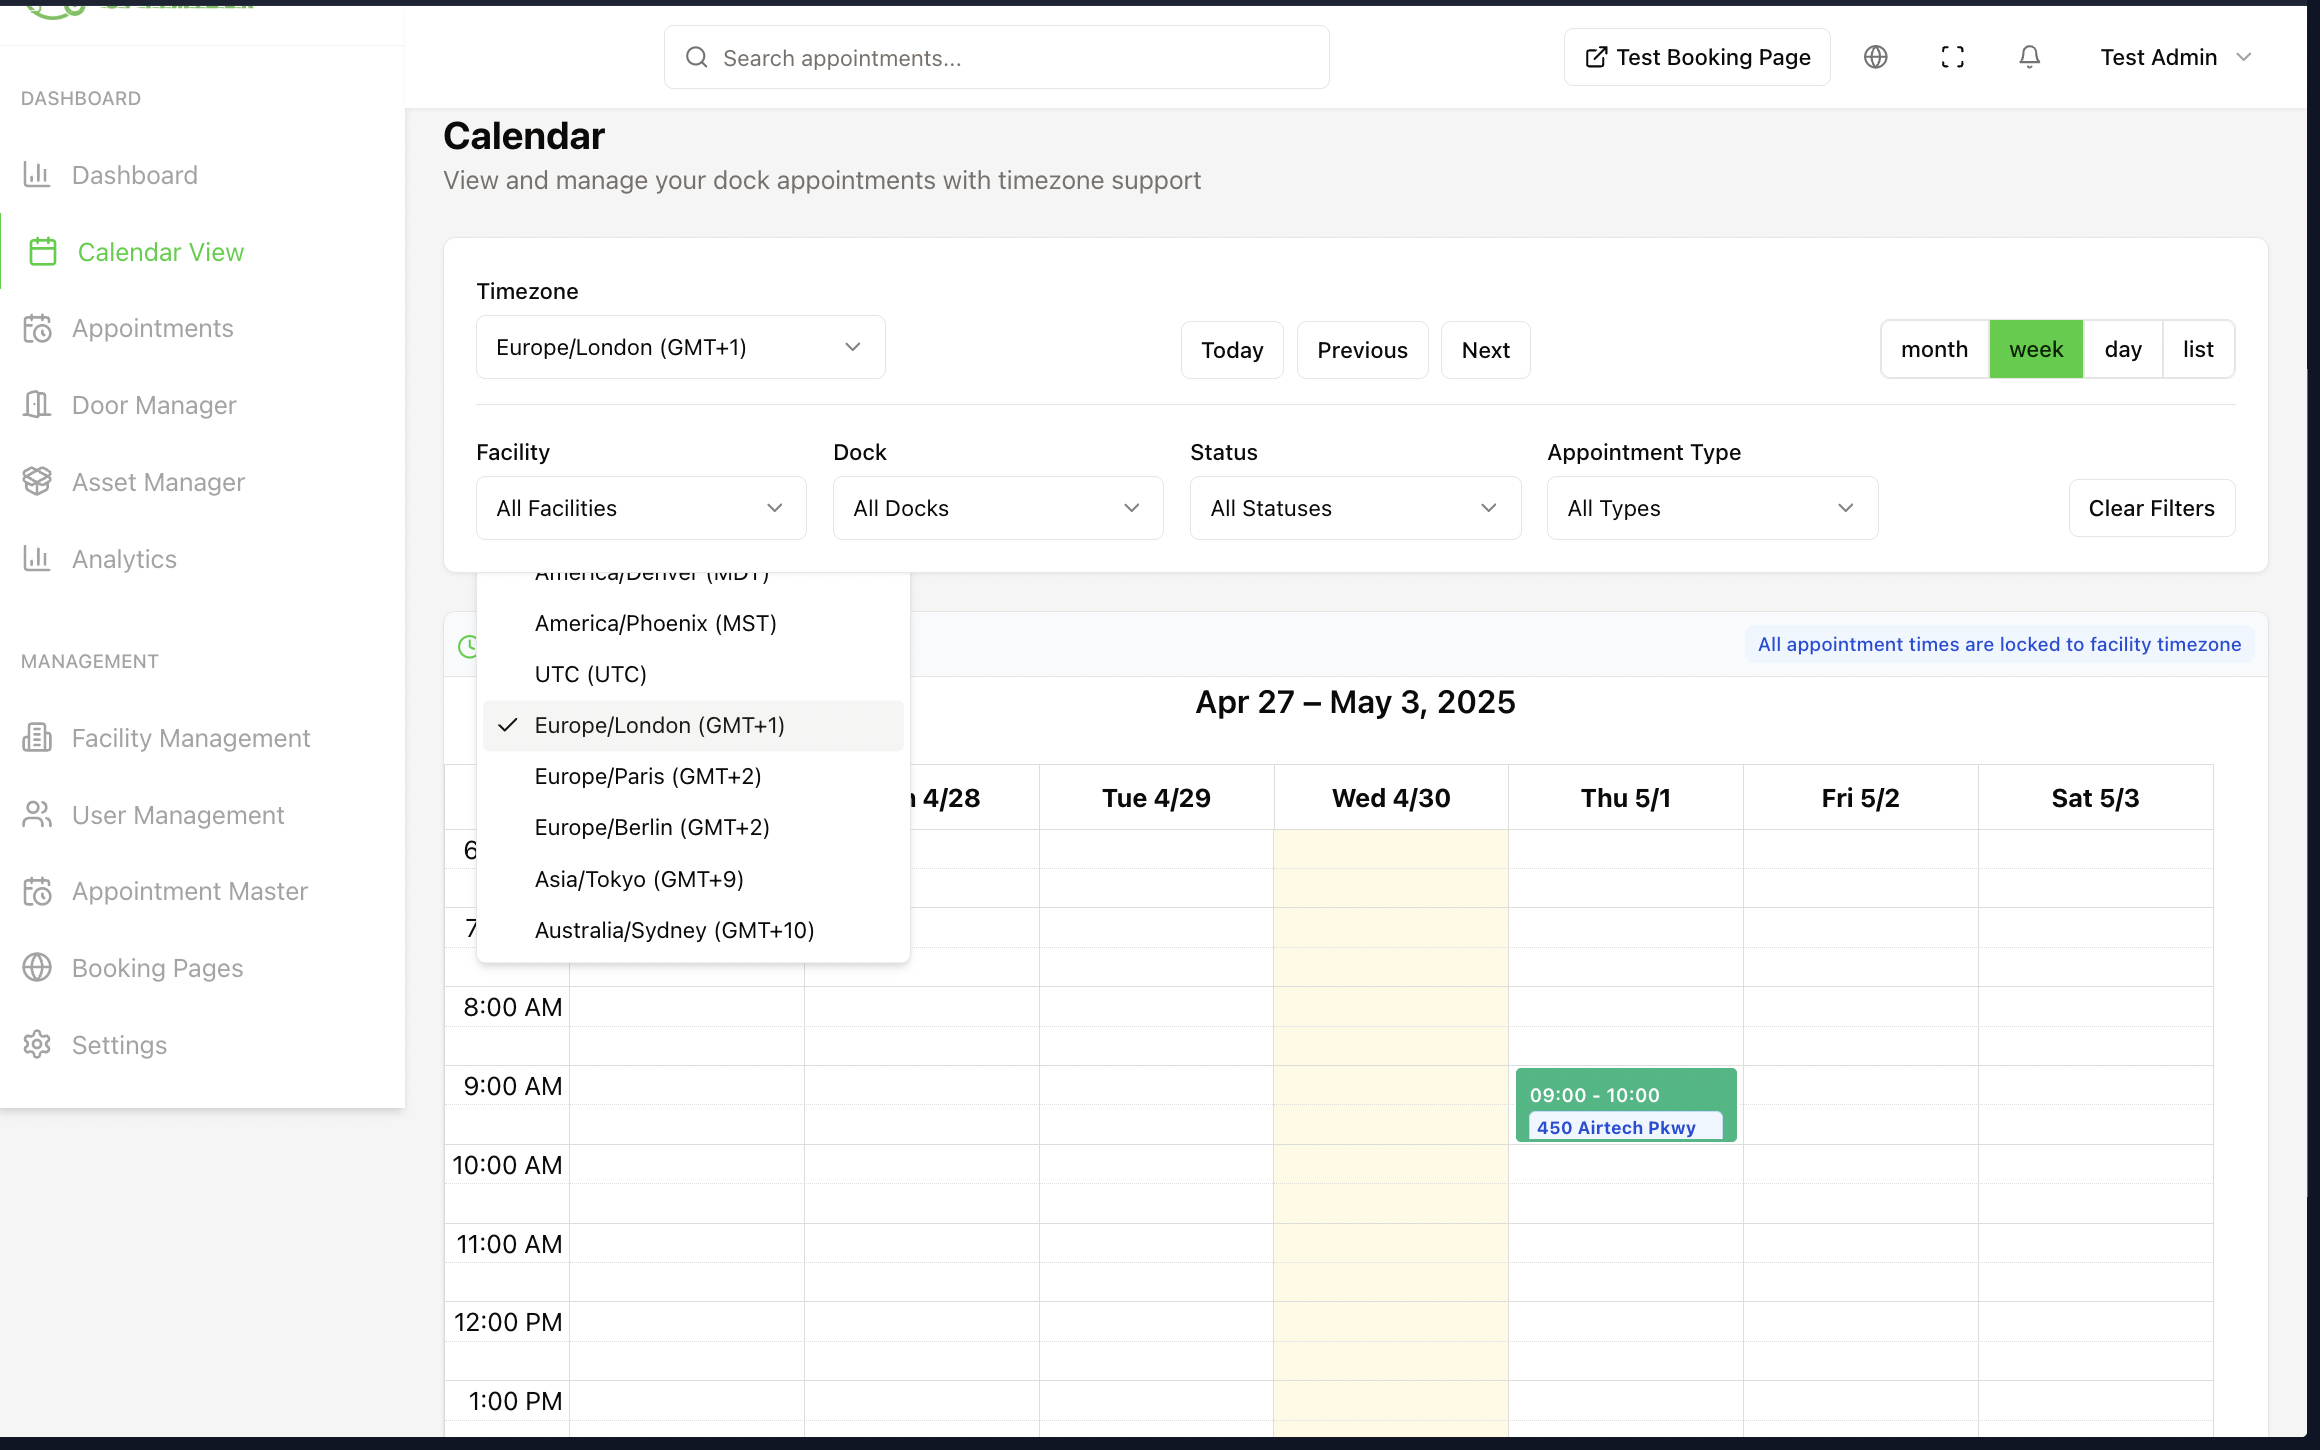 Search appointments...
Test Booking Page
Test Admin
DASHBOARD
Dashboard
Calendar View
Appointments
Door Manager
Asset Manager
Analytics
MANAGEMENT
Facility Management
User Management
Appointment Master
Booking Pages
Settings
Calendar
View and manage your dock appointments with timezone support
Timezone
Europe/London (GMT+1)
Today
Previous
Next
month
week
day
list
Facility
Dock
Status
Appointment Type
All Facilities
All Docks
All Statuses
All Types
Clear Filters
America/Denver (MDT)
America/Phoenix (MST)
UTC (UTC)
Europe/London (GMT+1)
Europe/Paris (GMT+2)
Europe/Berlin (GMT+2)
Asia/Tokyo (GMT+9)
Australia/Sydney (GMT+10)
All appointment times are locked to facility timezone
Apr 27 – May 3, 2025
4/28
Tue 4/29
Wed 4/30
Thu 5/1
Fri 5/2
Sat 5/3
6
7
8:00 AM
9:00 AM
09:00 - 10:00
450 Airtech Pkwy
10:00 AM
11:00 AM
12:00 PM
1:00 PM